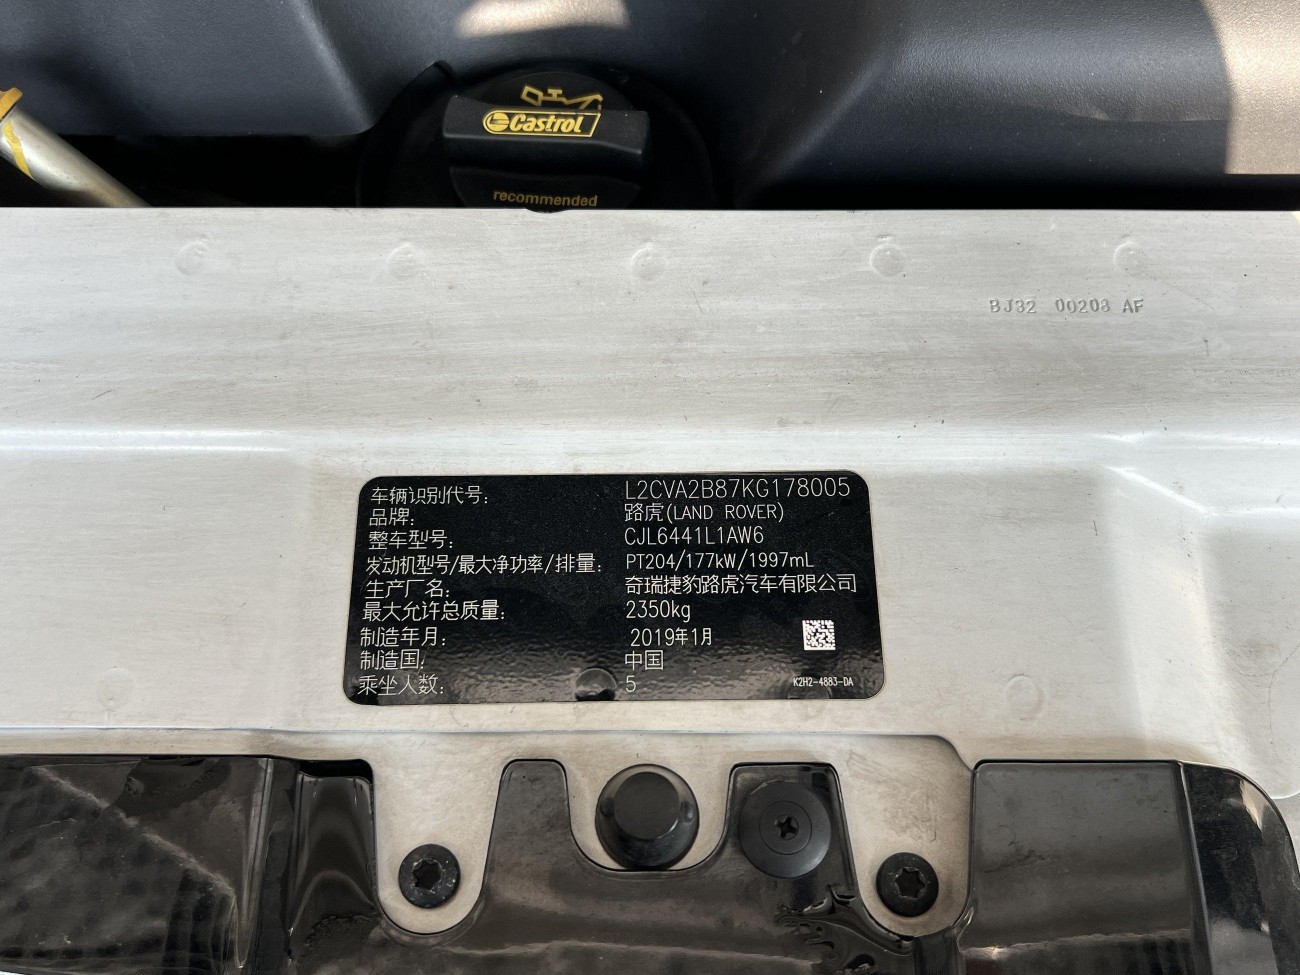 Castrol
recommended
BJ32 00208 AF
车辆识别代号: L2CVA2B87KG178005
品牌: 路虎(LAND ROVER)
整车型号: CJL6441L1AW6
发动机型号/最大净功率/排量: PT204/177kW/1997mL
生产厂名: 奇瑞捷豹路虎汽车有限公司
最大允许总质量: 2350kg
制造年月: 2019年1月
制造国: 中国
乘坐人数: 5
K2H2-4883-DA